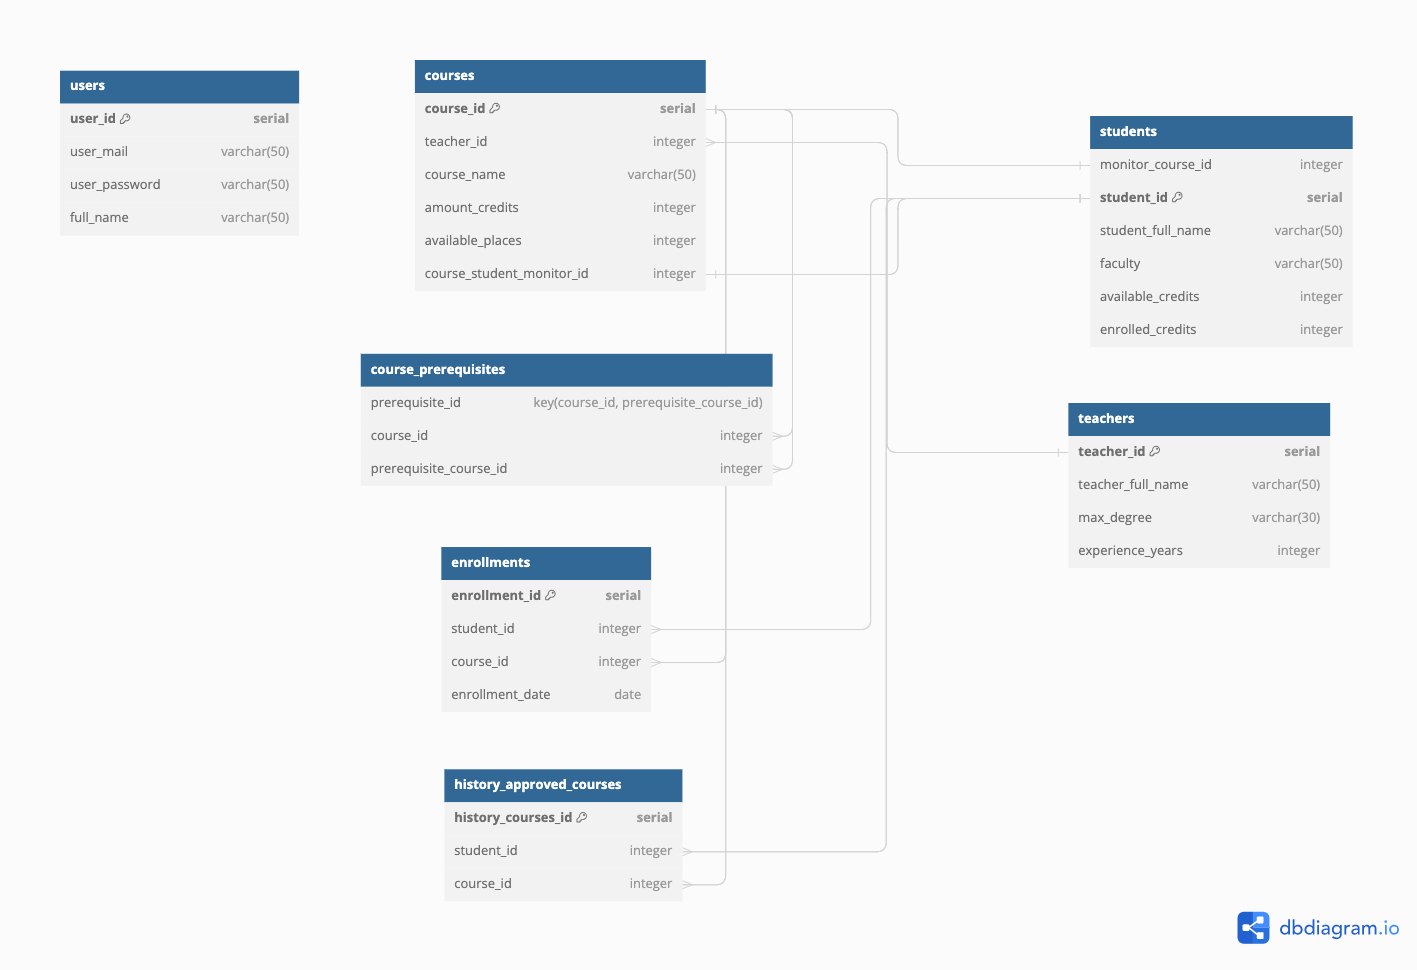 users
user_id serial
user_mail varchar(50)
user_password varchar(50)
full_name varchar(50)
courses
course_id serial
teacher_id integer
course_name varchar(50)
amount_credits integer
available_places integer
course_student_monitor_id integer
students
monitor_course_id integer
student_id serial
student_full_name varchar(50)
faculty varchar(50)
available_credits integer
enrolled_credits integer
course_prerequisites
prerequisite_id key(course_id, prerequisite_course_id)
course_id integer
prerequisite_course_id integer
teachers
teacher_id serial
teacher_full_name varchar(50)
max_degree varchar(30)
experience_years integer
enrollments
enrollment_id serial
student_id integer
course_id integer
enrollment_date date
history_approved_courses
history_courses_id serial
student_id integer
course_id integer
dbdiagram.io